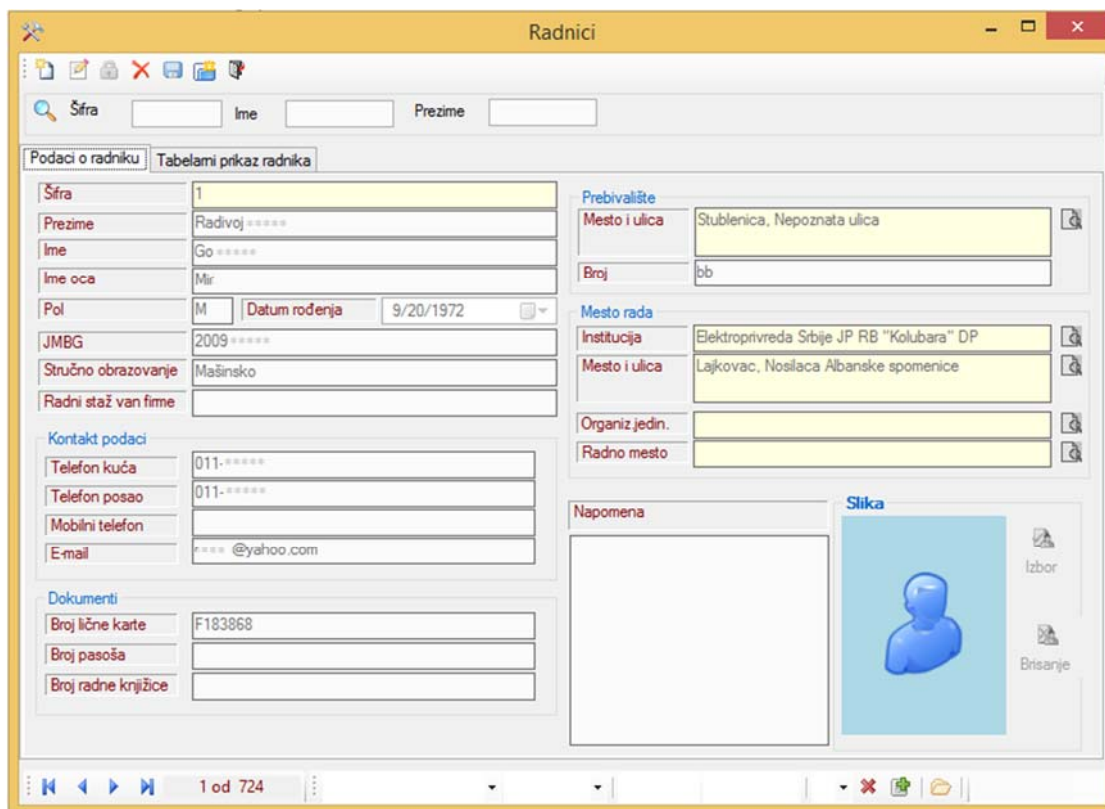 Radnici
Šifra Ime Prezime
Podaci o radniku Tabelarni prikaz radnika
Šifra 1
Prezime Radivoj*****
Ime Go*****
Ime oca Mir
Pol M Datum rođenja 9/20/1972
JMBG 2009*****
Stručno obrazovanje Mašinsko
Radni staž van firme
Kontakt podaci
Telefon kuća 011-*****
Telefon posao 011-*****
Mobilni telefon
E-mail **** @yahoo.com
Dokumenti
Broj lične karte F183868
Broj pasoša
Broj radne knjižice
Prebivalište
Mesto i ulica Stublenica, Nepoznata ulica
Broj bb
Mesto rada
Institucija Elektroprivreda Srbije JP RB "Kolubara" DP
Mesto i ulica Lajkovac, Nosilaca Albanske spomenice
Organiz.jedin.
Radno mesto
Napomena
Slika
Izbor
Brisanje
1 od 724